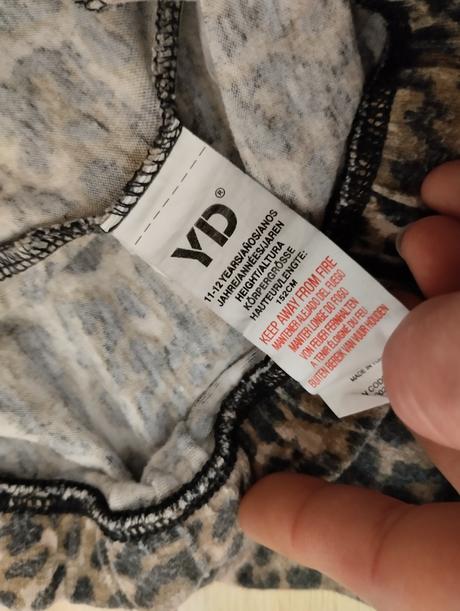 YD®
11-12 YEARS/AÑOS/ANOS
JAHRE/ANNEES/JAREN
HEIGHT/ALTURA
KÖRPERGRÖSSE
HAUTEUR/LENGTE:
152CM
KEEP AWAY FROM FIRE
MANTENER ALEJADO DEL FUEGO
MANTER LONGE DO FOGO
VON FEUER FERNHALTEN
A TENIR ELOIGNE DU FEU
BUITEN BEREIK VAN VUUR HOUDEN
MADE IN